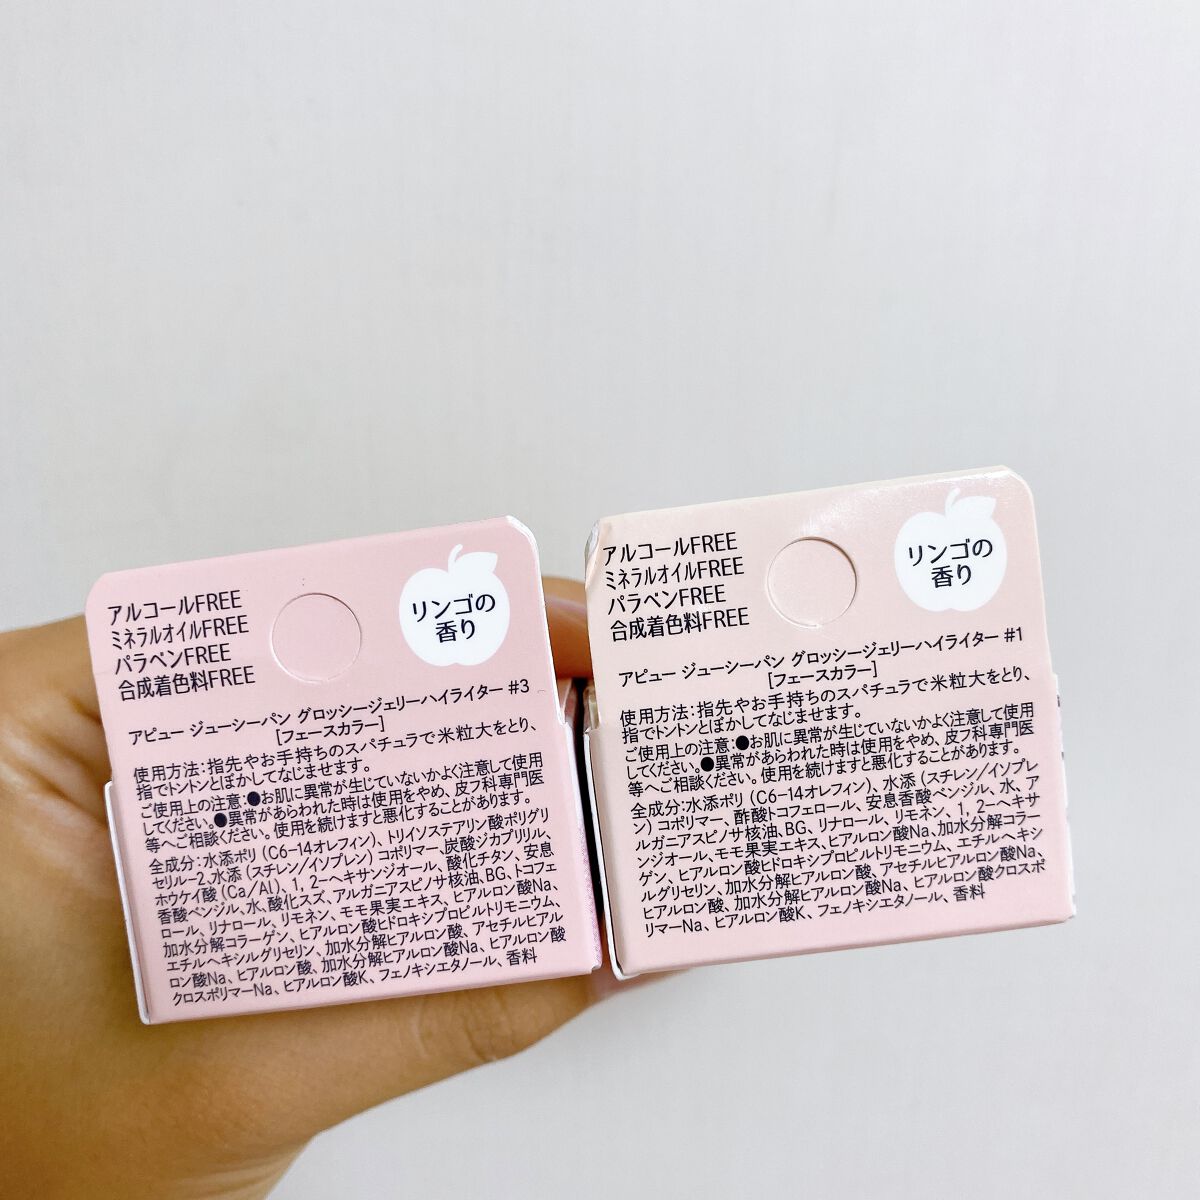 アルコールFREE
ミネラルオイルFREE
パラベンFREE
合成着色料FREE
リンゴの
香り
アピュー ジューシーパン グロッシージェリーハイライター #3
[フェースカラー]
使用方法:指先やお手持ちのスパチュラで米粒大をとり、
指でトントンとぼかしてなじませます。
ご使用上の注意:●お肌に異常が生じていないかよく注意して使用
してください。●異常があらわれた時は使用をやめ、皮フ科専門医
等へご相談ください。使用を続けますと悪化することがあります。
全成分:水添ポリ(C6-14オレフィン)、トリイソステアリン酸ポリグリ
セリル-2、水添(スチレン/イソプレン)コポリマー、炭酸ジカプリリル、
ホウケイ酸(Ca/Al)、1,2-ヘキサンジオール、酸化チタン、安息
香酸ベンジル、水、酸化スズ、アルガニアスピノサ核油、BG、トコフェ
ロール、リナロール、リモネン、モモ果実エキス、ヒアルロン酸Na、
加水分解コラーゲン、ヒアルロン酸ヒドロキシプロピルトリモニウム、
エチルヘキシルグリセリン、加水分解ヒアルロン酸、アセチルヒアル
ロン酸Na、ヒアルロン酸、加水分解ヒアルロン酸Na、ヒアルロン酸
クロスポリマーNa、ヒアルロン酸K、フェノキシエタノール、香料
アルコールFREE
ミネラルオイルFREE
パラベンFREE
合成着色料FREE
リンゴの
香り
アピュー ジューシーパン グロッシージェリーハイライター #1
[フェースカラー]
使用方法:指先やお手持ちのスパチュラで米粒大をとり、
指でトントンとぼかしてなじませます。
ご使用上の注意:●お肌に異常が生じていないかよく注意して使用
してください。●異常があらわれた時は使用をやめ、皮フ科専門医
等へご相談ください。使用を続けますと悪化することがあります。
全成分:水添ポリ(C6-14オレフィン)、水添(スチレン/イソプレ
ン)コポリマー、酢酸トコフェロール、安息香酸ベンジル、水、ア
ルガニアスピノサ核油、BG、リナロール、リモネン、1,2-ヘキサ
ンジオール、モモ果実エキス、ヒアルロン酸Na、加水分解コラー
ゲン、ヒアルロン酸ヒドロキシプロピルトリモニウム、エチルヘキシ
ルグリセリン、加水分解ヒアルロン酸、アセチルヒアルロン酸Na、
ヒアルロン酸、加水分解ヒアルロン酸Na、ヒアルロン酸クロスポ
リマーNa、ヒアルロン酸K、フェノキシエタノール、香料